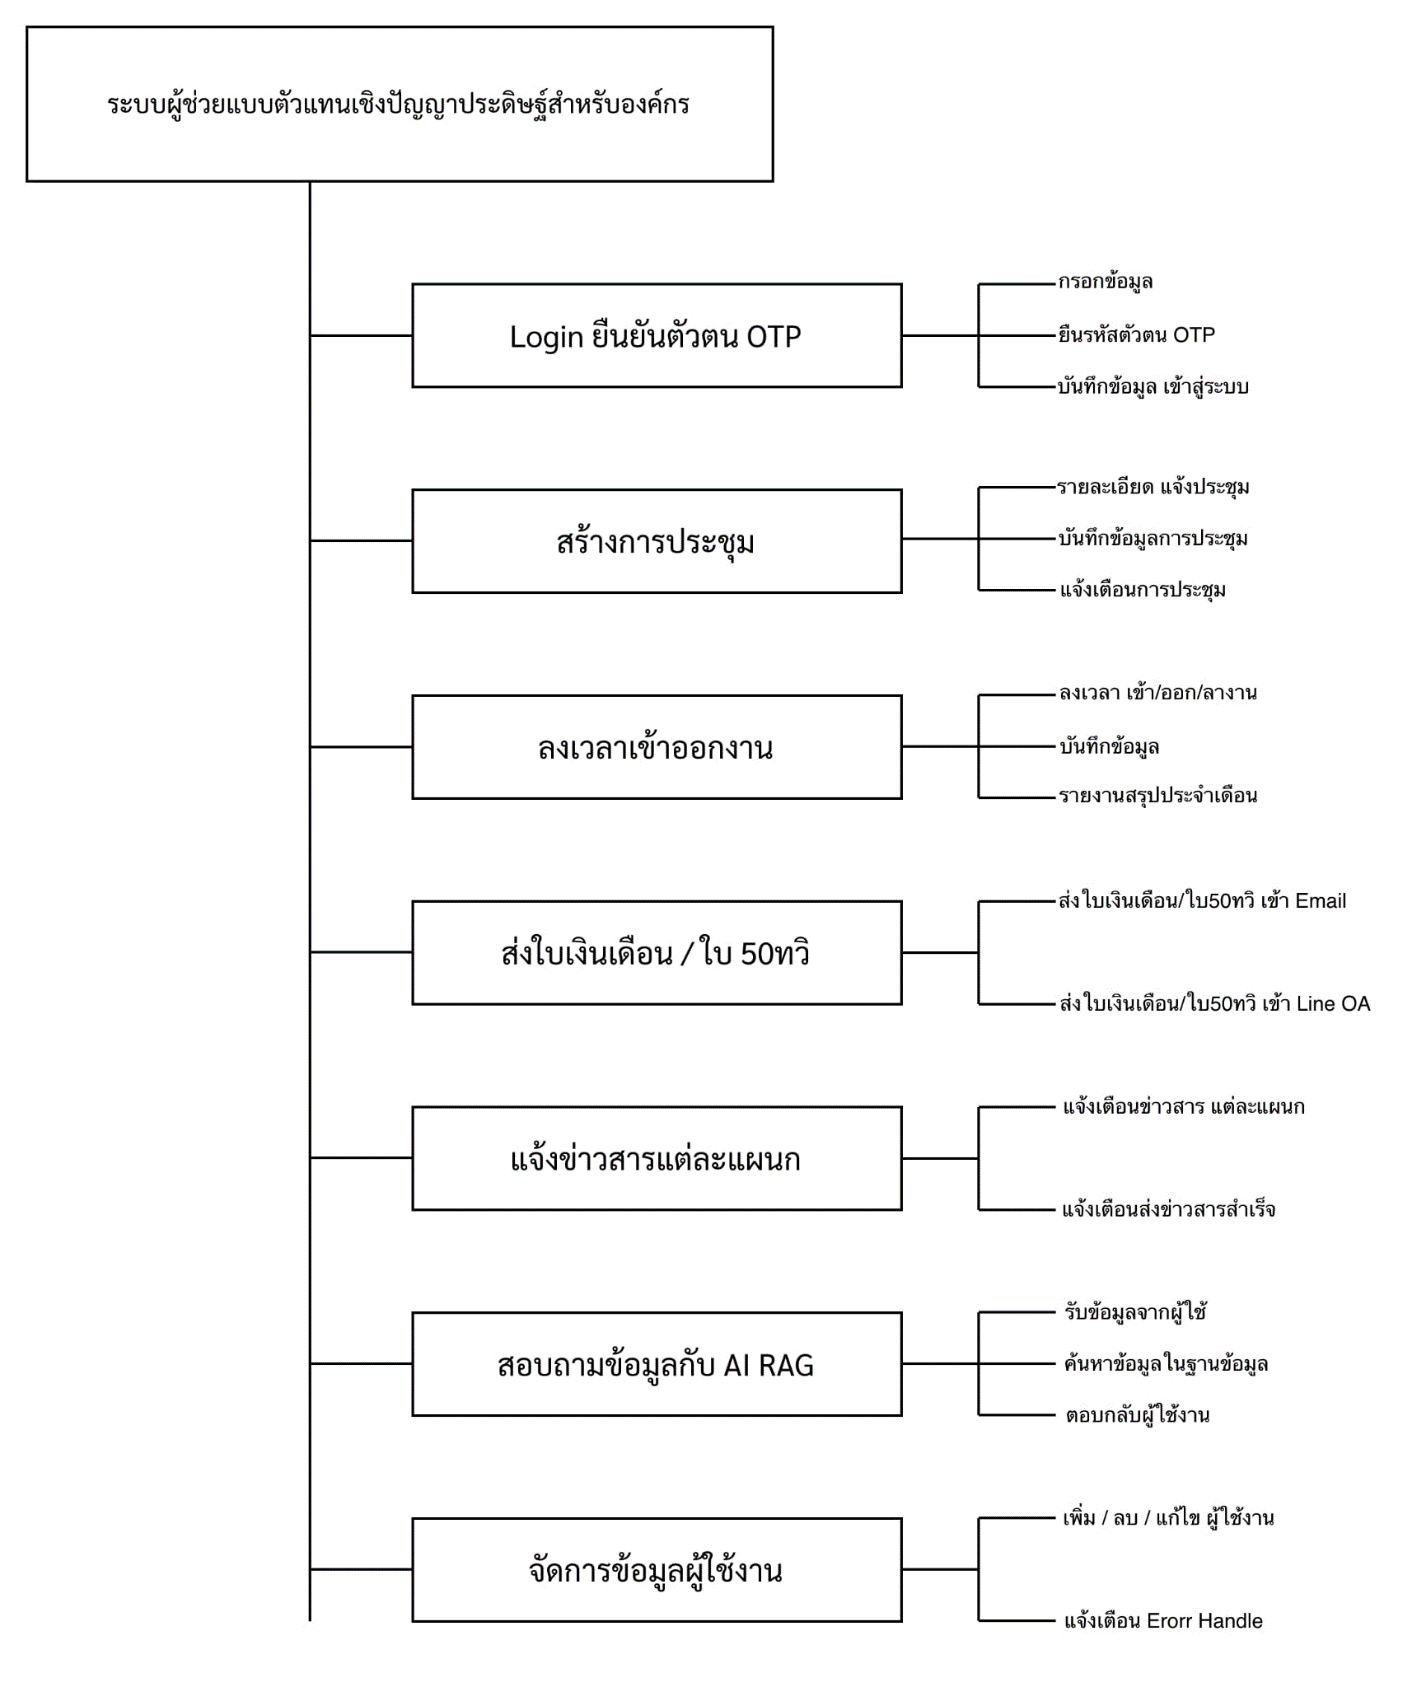 ระบบผู้ช่วยแบบตัวแทนเชิงปัญญาประดิษฐ์สำหรับองค์กร
Login ยืนยันตัวตน OTP
กรอกข้อมูล
ยืนรหัสตัวตน OTP
บันทึกข้อมูล เข้าสู่ระบบ
สร้างการประชุม
รายละเอียด แจ้งประชุม
บันทึกข้อมูลการประชุม
แจ้งเตือนการประชุม
ลงเวลาเข้าออกงาน
ลงเวลา เข้า/ออก/ลางาน
บันทึกข้อมูล
รายงานสรุปประจำเดือน
ส่งใบเงินเดือน / ใบ 50ทวิ
ส่งใบเงินเดือน/ใบ50ทวิ เข้า Email
ส่งใบเงินเดือน/ใบ50ทวิ เข้า Line OA
แจ้งข่าวสารแต่ละแผนก
แจ้งเตือนข่าวสาร แต่ละแผนก
แจ้งเตือนส่งข่าวสารสำเร็จ
สอบถามข้อมูลกับ AI RAG
รับข้อมูลจากผู้ใช้
ค้นหาข้อมูลในฐานข้อมูล
ตอบกลับผู้ใช้งาน
จัดการข้อมูลผู้ใช้งาน
เพิ่ม / ลบ / แก้ไข ผู้ใช้งาน
แจ้งเตือน Erorr Handle